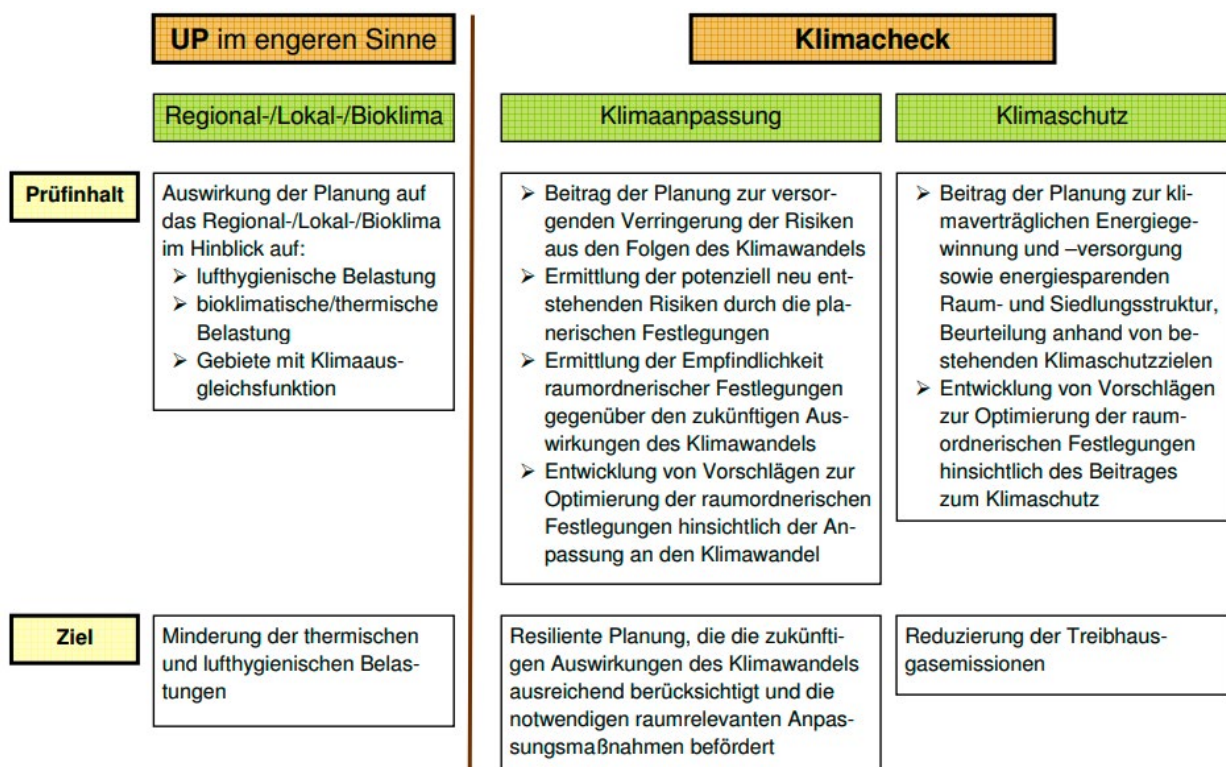 UP im engeren Sinne
Klimacheck
Regional-/Lokal-/Bioklima
Klimaanpassung
Klimaschutz
Prüfinhalt
Auswirkung der Planung auf
das Regional-/Lokal-/Bioklima
im Hinblick auf:
➢ lufthygienische Belastung
➢ bioklimatische/thermische
Belastung
➢ Gebiete mit Klimaaus-
gleichsfunktion
➢ Beitrag der Planung zur versor-
genden Verringerung der Risiken
aus den Folgen des Klimawandels
➢ Ermittlung der potenziell neu ent-
stehenden Risiken durch die pla-
nerischen Festlegungen
➢ Ermittlung der Empfindlichkeit
raumordnerischer Festlegungen
gegenüber den zukünftigen Aus-
wirkungen des Klimawandels
➢ Entwicklung von Vorschlägen zur
Optimierung der raumordnerischen
Festlegungen hinsichtlich der An-
passung an den Klimawandel
➢ Beitrag der Planung zur kli-
maverträglichen Energiege-
winnung und –versorgung
sowie energiesparenden
Raum- und Siedlungsstruktur,
Beurteilung anhand von be-
stehenden Klimaschutzzielen
➢ Entwicklung von Vorschlägen
zur Optimierung der raum-
ordnerischen Festlegungen
hinsichtlich des Beitrages
zum Klimaschutz
Ziel
Minderung der thermischen
und lufthygienischen Belas-
tungen
Resiliente Planung, die die zukünfti-
gen Auswirkungen des Klimawandels
ausreichend berücksichtigt und die
notwendigen raumrelevanten Anpas-
sungsmaßnahmen befördert
Reduzierung der Treibhaus-
gasemissionen